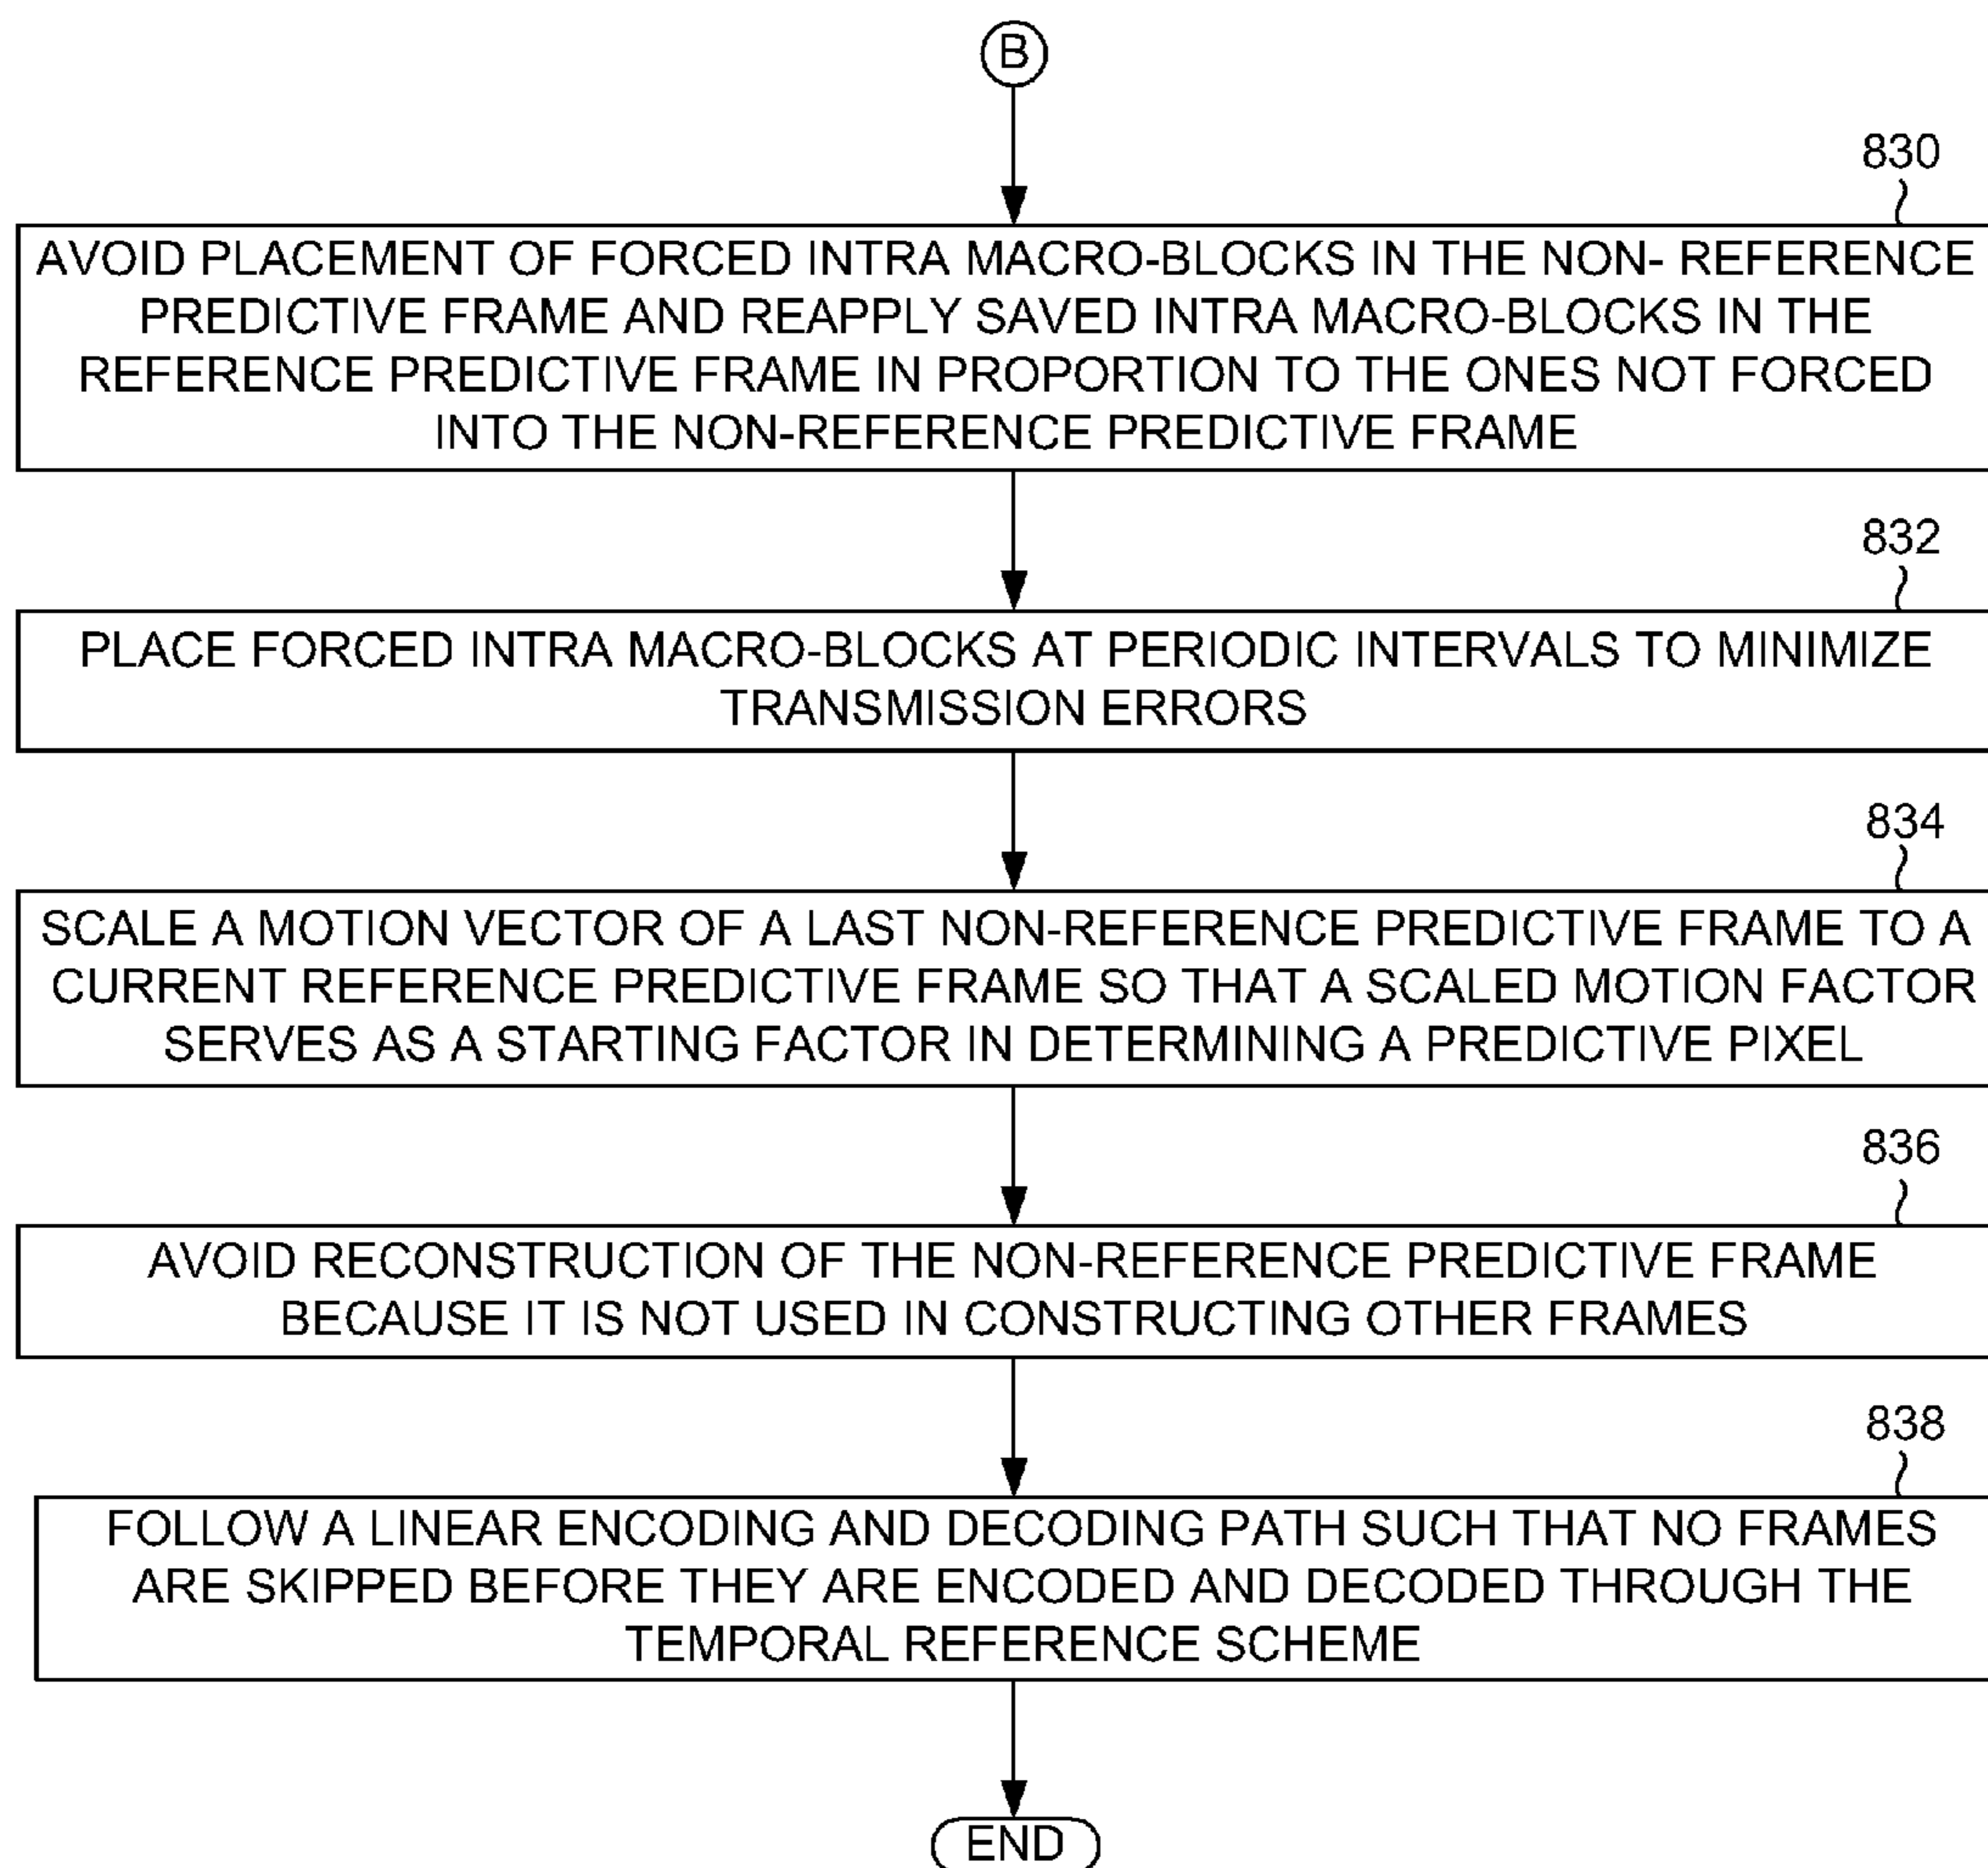 B
830
AVOID PLACEMENT OF FORCED INTRA MACRO-BLOCKS IN THE NON- REFERENCE
PREDICTIVE FRAME AND REAPPLY SAVED INTRA MACRO-BLOCKS IN THE
REFERENCE PREDICTIVE FRAME IN PROPORTION TO THE ONES NOT FORCED
INTO THE NON-REFERENCE PREDICTIVE FRAME
832
PLACE FORCED INTRA MACRO-BLOCKS AT PERIODIC INTERVALS TO MINIMIZE
TRANSMISSION ERRORS
834
SCALE A MOTION VECTOR OF A LAST NON-REFERENCE PREDICTIVE FRAME TO A
CURRENT REFERENCE PREDICTIVE FRAME SO THAT A SCALED MOTION FACTOR
SERVES AS A STARTING FACTOR IN DETERMINING A PREDICTIVE PIXEL
836
AVOID RECONSTRUCTION OF THE NON-REFERENCE PREDICTIVE FRAME
BECAUSE IT IS NOT USED IN CONSTRUCTING OTHER FRAMES
838
FOLLOW A LINEAR ENCODING AND DECODING PATH SUCH THAT NO FRAMES
ARE SKIPPED BEFORE THEY ARE ENCODED AND DECODED THROUGH THE
TEMPORAL REFERENCE SCHEME
END